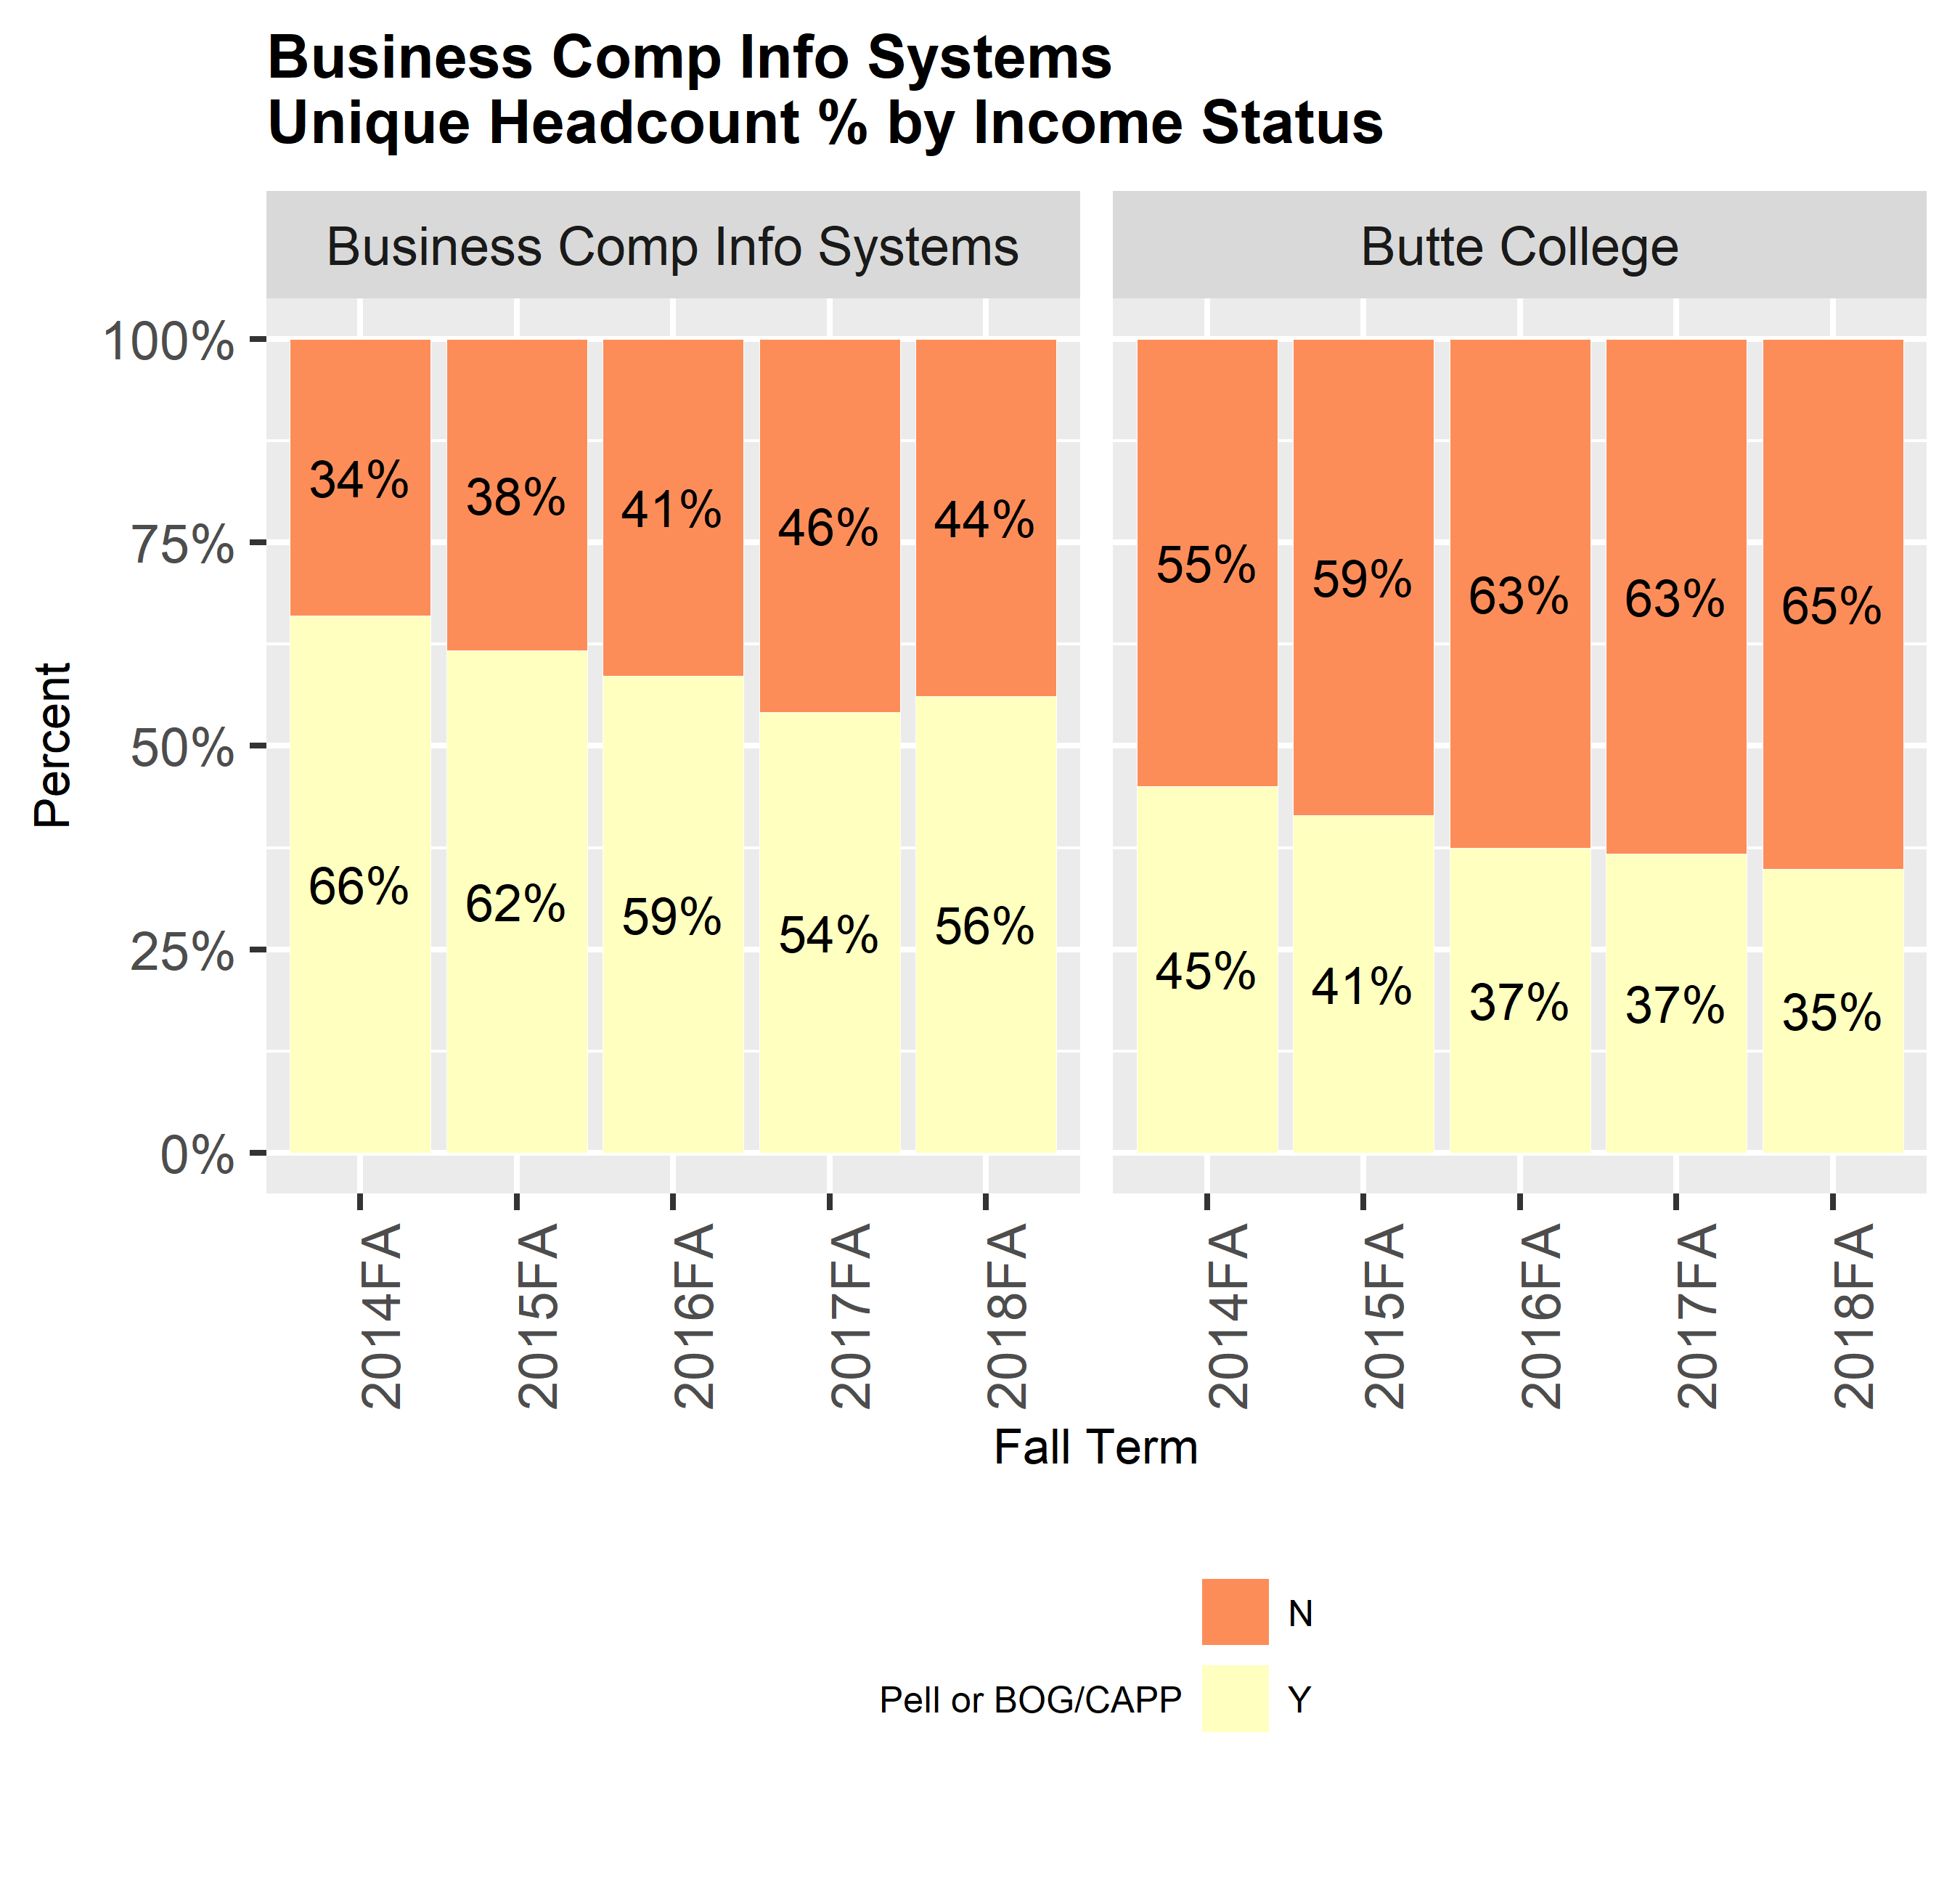 Business Comp Info Systems
Unique Headcount % by Income Status
Business Comp Info Systems
Butte College
Percent
100%
75%
50%
25%
0%
34%
38%
41%
46%
44%
66%
62%
59%
54%
56%
55%
59%
63%
63%
65%
45%
41%
37%
37%
35%
2014FA
2015FA
2016FA
2017FA
2018FA
2014FA
2015FA
2016FA
2017FA
2018FA
Fall Term
N
Pell or BOG/CAPP
Y